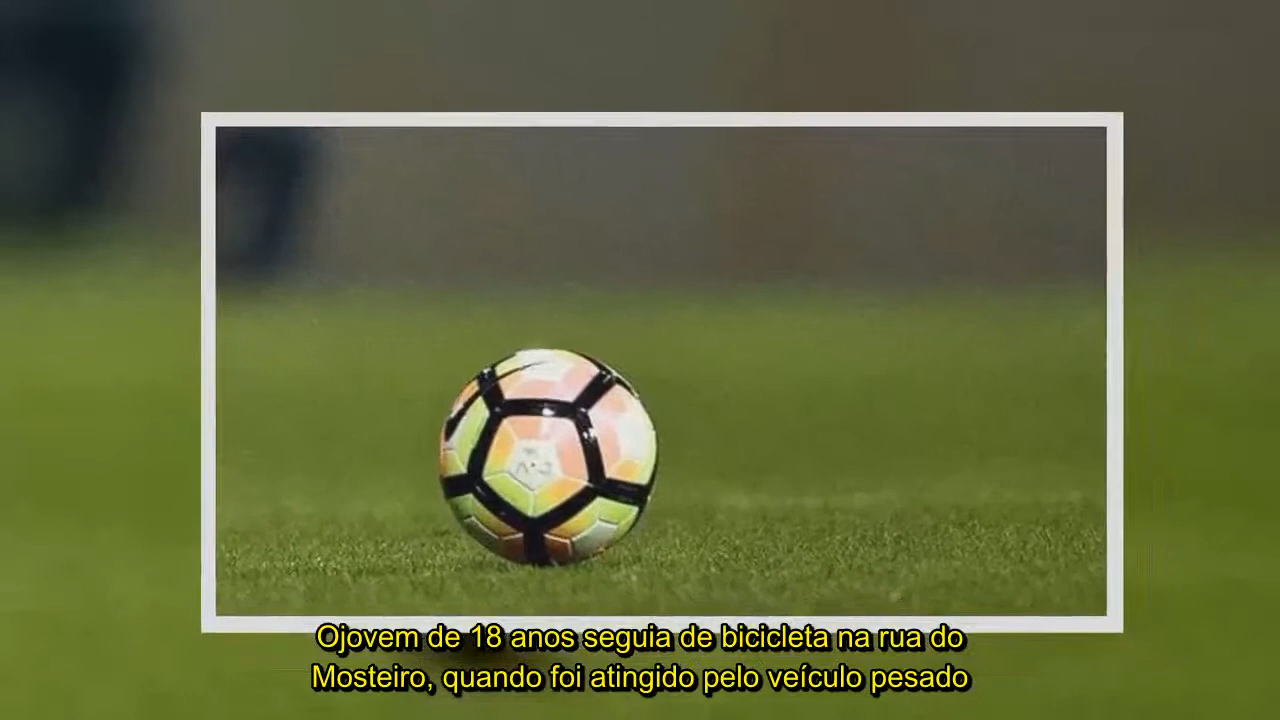 Ojovem de 18 anos seguia de bicicleta na rua do
Mosteiro, quando foi atingido pelo veículo pesado